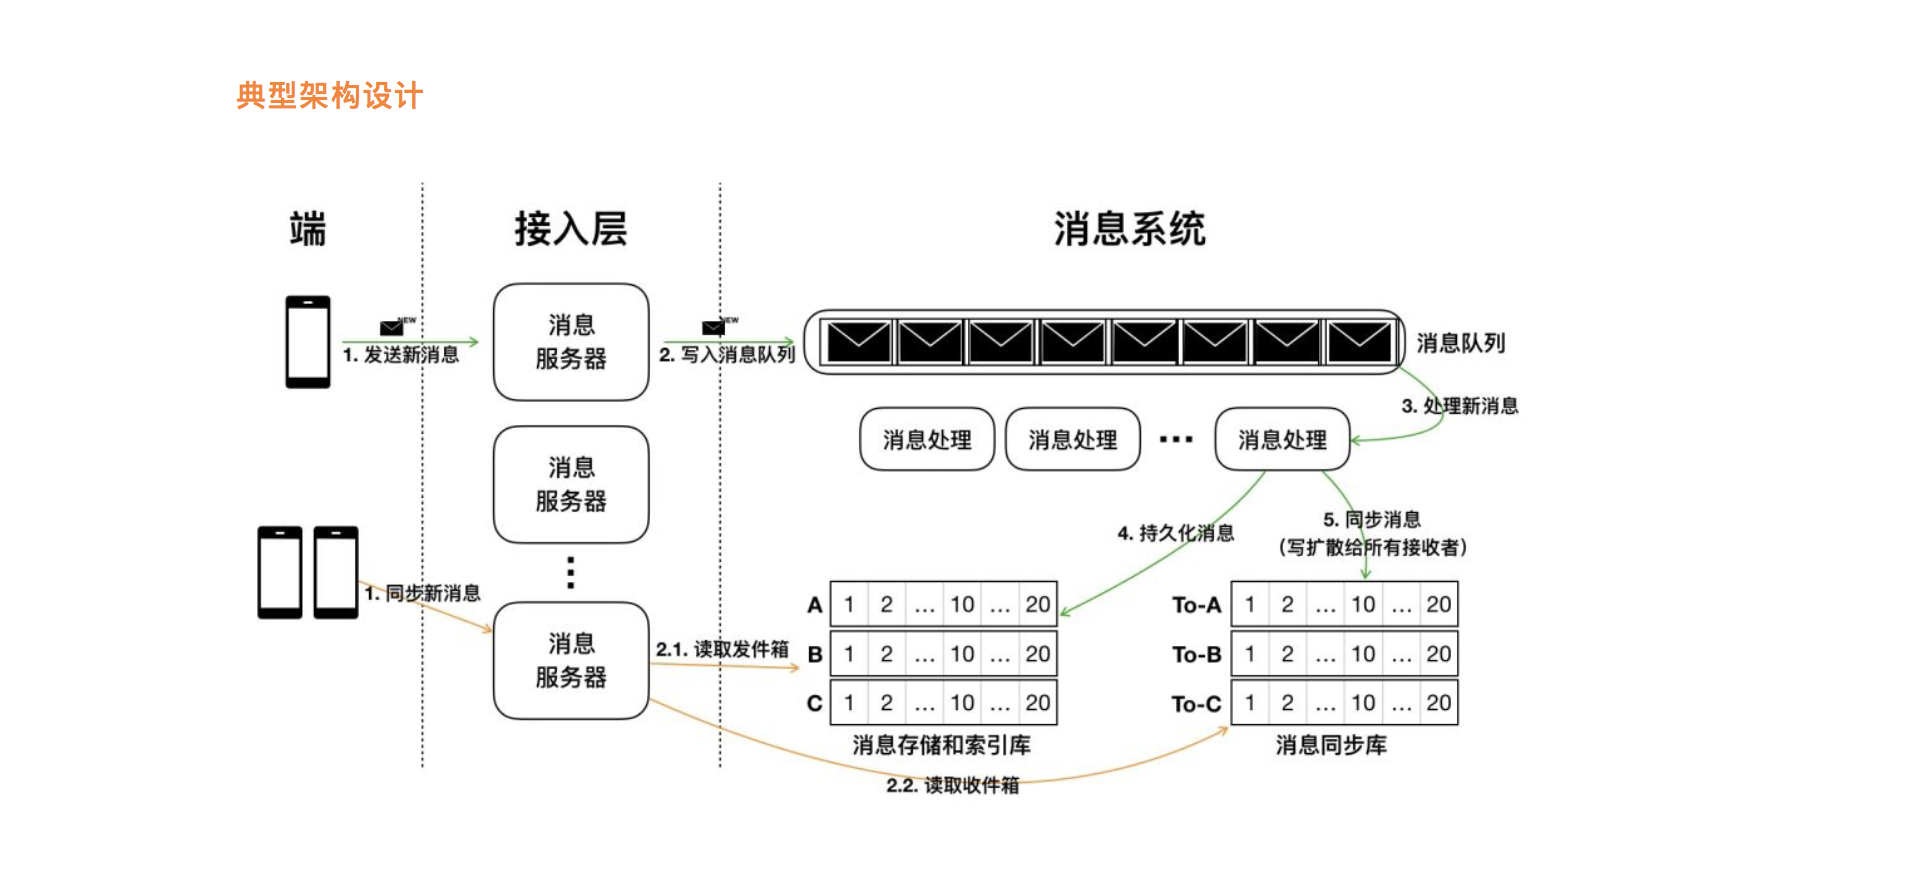 典型架构设计
端
接入层
消息系统
NEW
1. 发送新消息
消息
服务器
NEW
2. 写入消息队列
消息队列
3. 处理新消息
消息处理
消息处理
...
消息处理
消息
服务器
4. 持久化消息
5. 同步消息
（写扩散给所有接收者）
1. 同步新消息
消息
服务器
2.1. 读取发件箱
A 1 2 ... 10 ... 20
B 1 2 ... 10 ... 20
C 1 2 ... 10 ... 20
消息存储和索引库
To-A 1 2 ... 10 ... 20
To-B 1 2 ... 10 ... 20
To-C 1 2 ... 10 ... 20
消息同步库
2.2. 读取收件箱